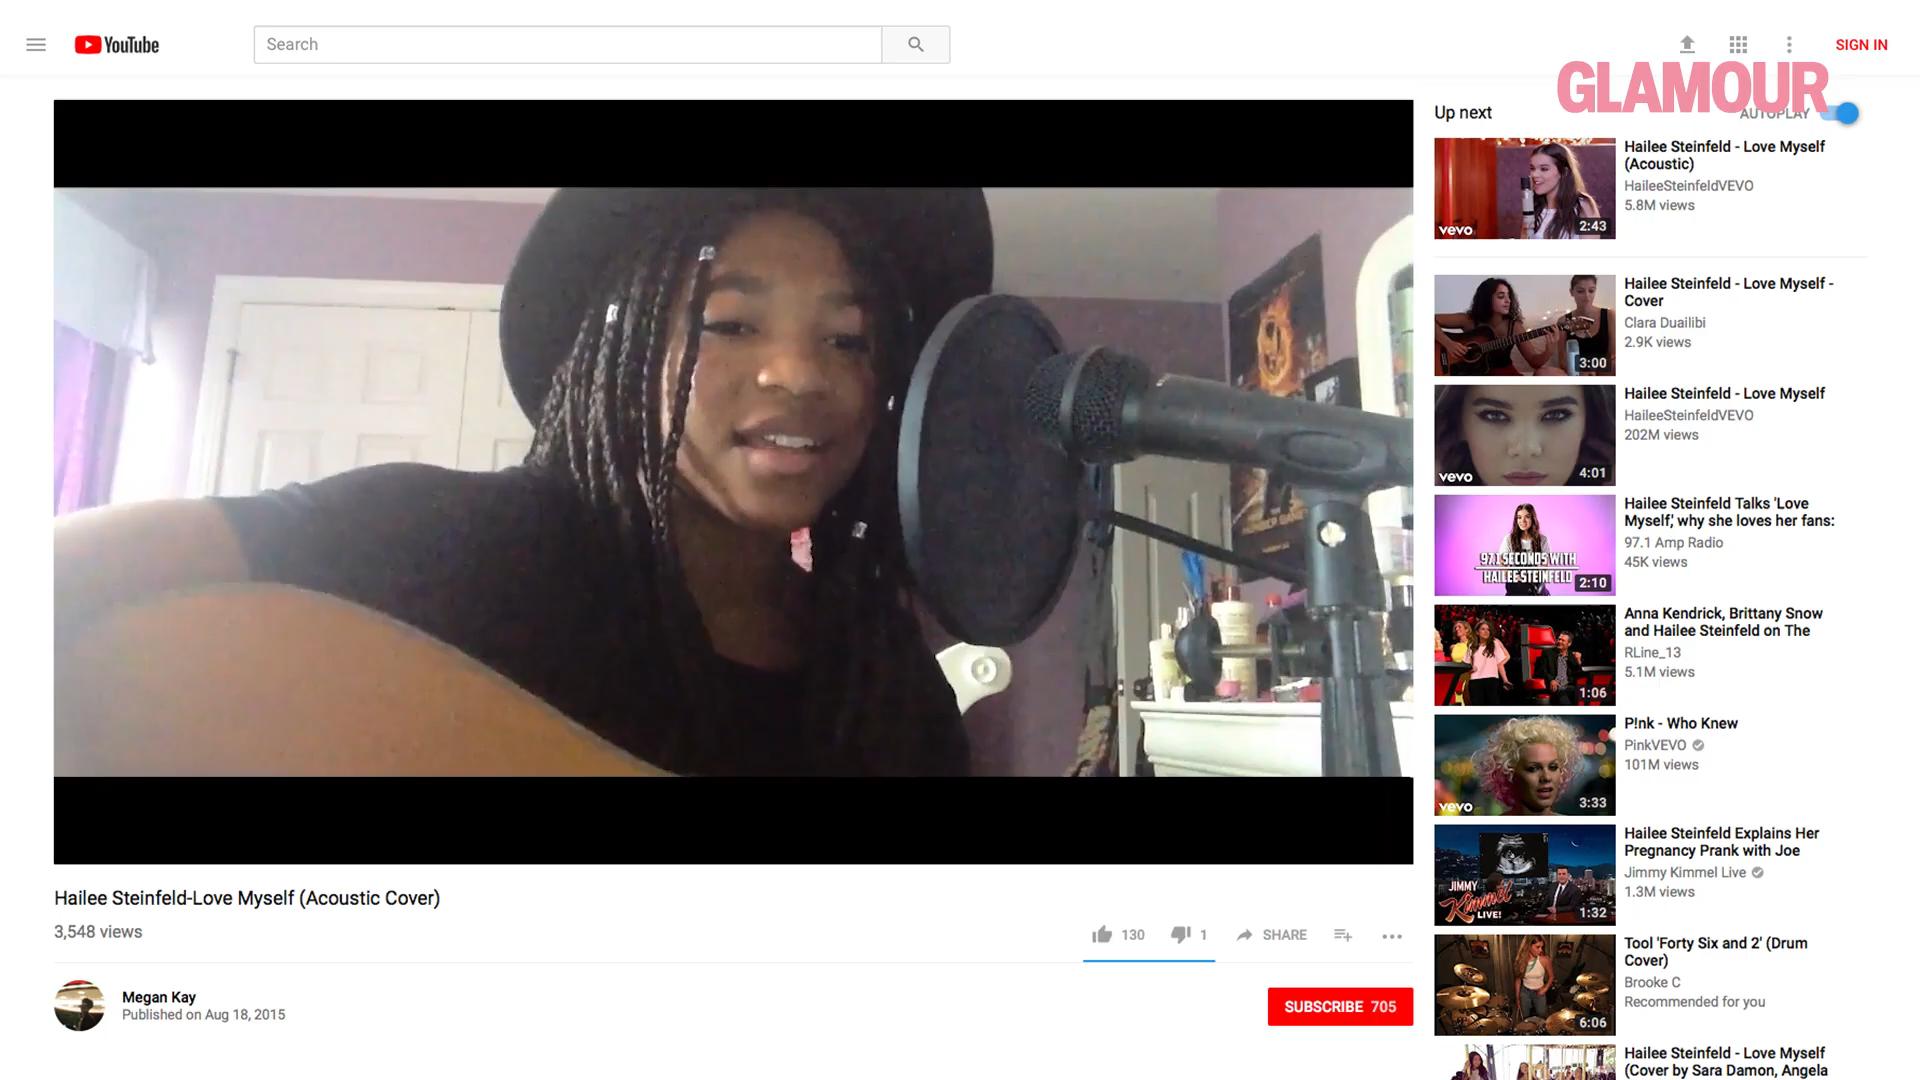 YouTube
Search
SIGN IN
GLAMOUR
Up next
AUTOPLAY
Hailee Steinfeld - Love Myself
(Acoustic)
HaileeSteinfeldVEVO
5.8M views
vevo
2:43
Hailee Steinfeld - Love Myself -
Cover
Clara Duailibi
2.9K views
3:00
Hailee Steinfeld - Love Myself
HaileeSteinfeldVEVO
202M views
vevo
4:01
Hailee Steinfeld Talks 'Love
Myself,' why she loves her fans:
97.1 Amp Radio
45K views
97.1 SECONDS WITH
HAILEE STEINFELD
2:10
Anna Kendrick, Brittany Snow
and Hailee Steinfeld on The
RLine_13
5.1M views
1:06
P!nk - Who Knew
PinkVEVO
101M views
vevo
3:33
Hailee Steinfeld Explains Her
Pregnancy Prank with Joe
Jimmy Kimmel Live
1.3M views
JIMMY
Kimmel
LIVE!
1:32
Tool 'Forty Six and 2' (Drum
Cover)
Brooke C
Recommended for you
6:06
Hailee Steinfeld - Love Myself
(Cover by Sara Damon, Angela
Hailee Steinfeld-Love Myself (Acoustic Cover)
3,548 views
130
1
SHARE
Megan Kay
Published on Aug 18, 2015
SUBSCRIBE 705